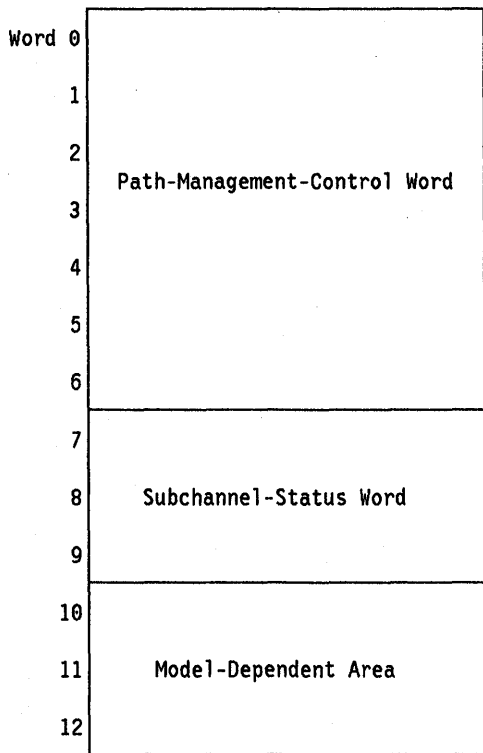 Word 0
1
2
Path-Management-Control Word
3
4
5
6
7
8 Subchannel-Status Word
9
10
11 Model-Dependent Area
12